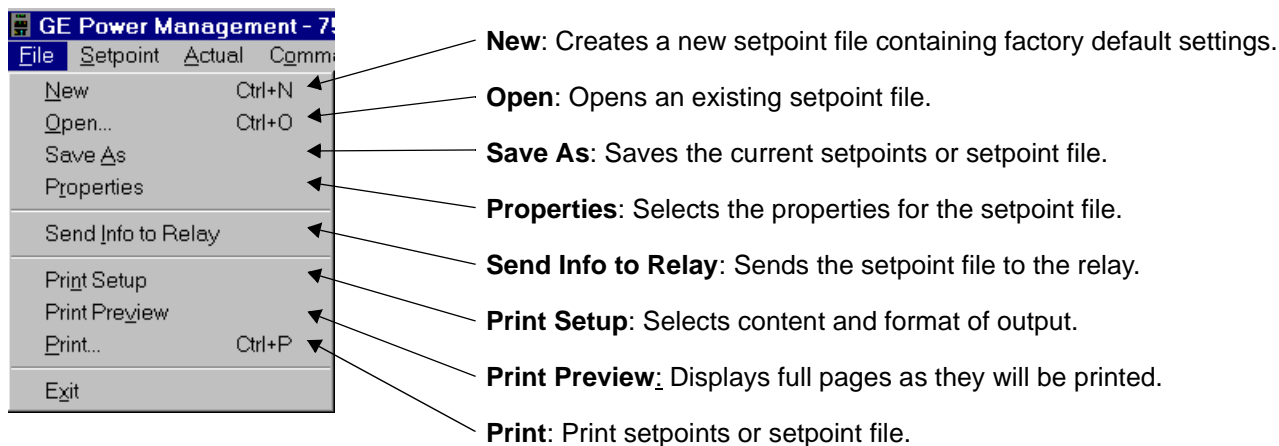 GE Power Management - 75
File Setpoint Actual Comm
New Ctrl+N
Open... Ctrl+O
Save As
Properties
Send Info to Relay
Print Setup
Print Preview
Print... Ctrl+P
Exit
New: Creates a new setpoint file containing factory default settings.
Open: Opens an existing setpoint file.
Save As: Saves the current setpoints or setpoint file.
Properties: Selects the properties for the setpoint file.
Send Info to Relay: Sends the setpoint file to the relay.
Print Setup: Selects content and format of output.
Print Preview: Displays full pages as they will be printed.
Print: Print setpoints or setpoint file.